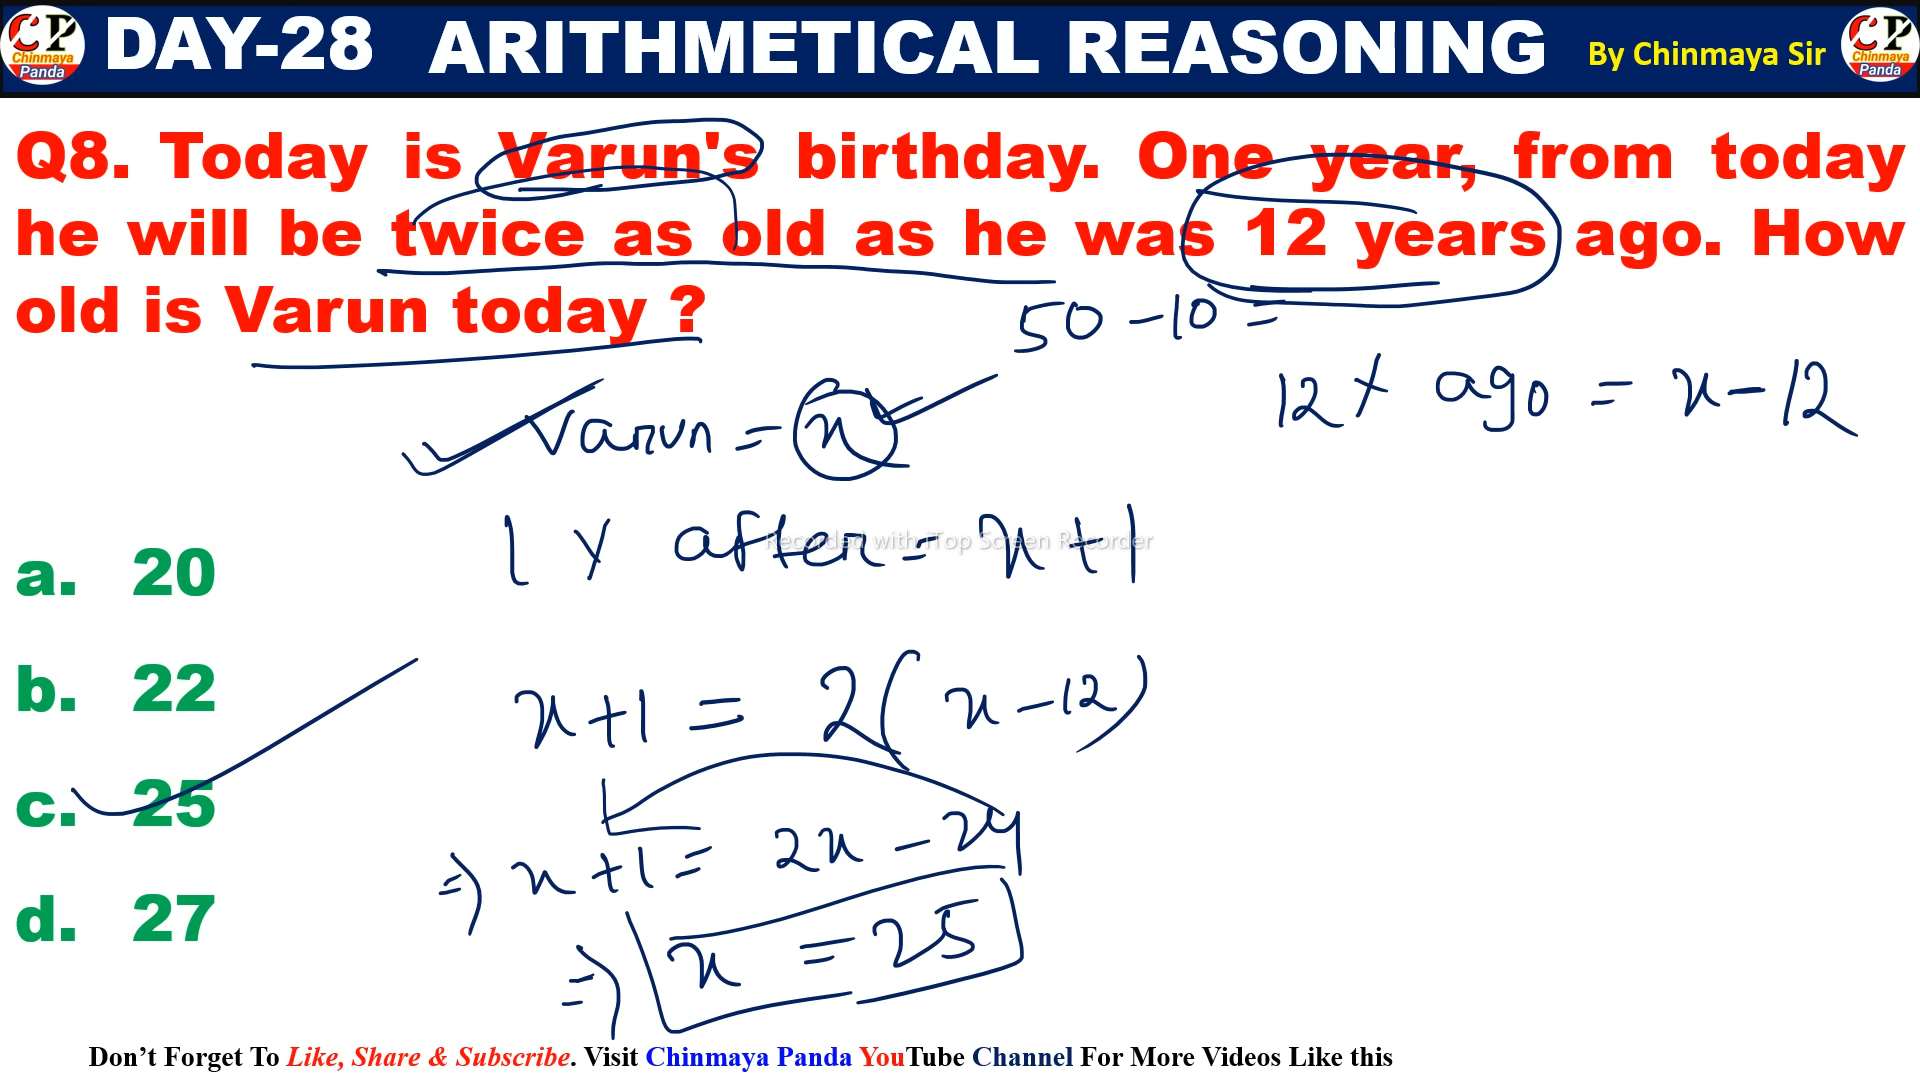 CP Chinmaya Panda DAY-28 ARITHMETICAL REASONING By Chinmaya Sir CP Chinmaya Panda
Q8. Today is Varun's birthday. One year, from today
he will be twice as old as he was 12 years ago. How
old is Varun today ?
50 - 10 =
12 Y ago = x - 12
Varun = x
1 Y after = x + 1
Recorded with iTop Screen Recorder
a. 20
b. 22
x + 1 = 2(x - 12)
c. 25
⇒ x + 1 = 2x - 24
d. 27
⇒ x = 25
Don't Forget To Like, Share & Subscribe. Visit Chinmaya Panda YouTube Channel For More Videos Like this